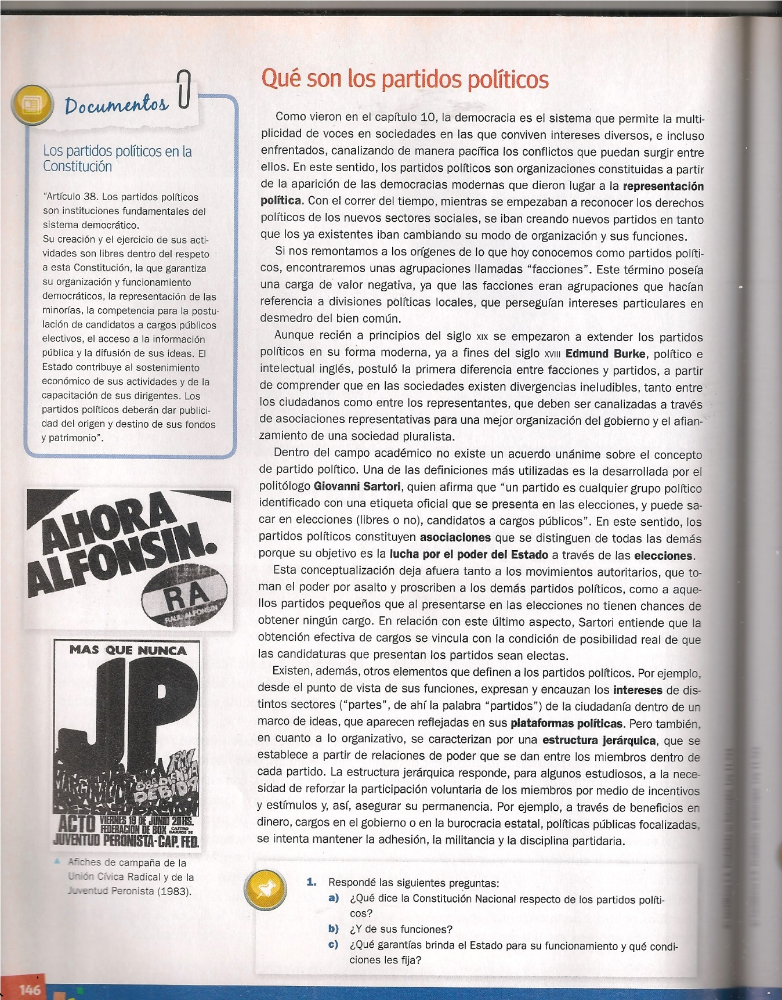 Qué son los partidos políticos
Documentos
Los partidos políticos en la
Constitución
“Artículo 38. Los partidos políticos
son instituciones fundamentales del
sistema democrático.
Su creación y el ejercicio de sus acti-
vidades son libres dentro del respeto
a esta Constitución, la que garantiza
su organización y funcionamiento
democráticos, la representación de las
minorías, la competencia para la postu-
lación de candidatos a cargos públicos
electivos, el acceso a la información
pública y la difusión de sus ideas. El
Estado contribuye al sostenimiento
económico de sus actividades y de la
capacitación de sus dirigentes. Los
partidos políticos deberán dar publici-
dad del origen y destino de sus fondos
y patrimonio”.
AHORA
ALFONSIN.
RA
RAUL ALFONSIN
MAS QUE NUNCA
JP
FMI
OBEDIENCIA
DEBIDA
ACTO
VIERNES 19 DE JUNIO 20 HS.
FEDERACION DE BOX CASTRO
BARROS 75
JUVENTUD PERONISTA-CAP. FED.
Afiches de campaña de la
Unión Cívica Radical y de la
Juventud Peronista (1983).
Como vieron en el capítulo 10, la democracia es el sistema que permite la multi-
plicidad de voces en sociedades en las que conviven intereses diversos, e incluso
enfrentados, canalizando de manera pacífica los conflictos que puedan surgir entre
ellos. En este sentido, los partidos políticos son organizaciones constituidas a partir
de la aparición de las democracias modernas que dieron lugar a la representación
política. Con el correr del tiempo, mientras se empezaban a reconocer los derechos
políticos de los nuevos sectores sociales, se iban creando nuevos partidos en tanto
que los ya existentes iban cambiando su modo de organización y sus funciones.
Si nos remontamos a los orígenes de lo que hoy conocemos como partidos políti-
cos, encontraremos unas agrupaciones llamadas “facciones”. Este término poseía
una carga de valor negativa, ya que las facciones eran agrupaciones que hacían
referencia a divisiones políticas locales, que perseguían intereses particulares en
desmedro del bien común.
Aunque recién a principios del siglo XIX se empezaron a extender los partidos
políticos en su forma moderna, ya a fines del siglo XVIII Edmund Burke, político e
intelectual inglés, postuló la primera diferencia entre facciones y partidos, a partir
de comprender que en las sociedades existen divergencias ineludibles, tanto entre
los ciudadanos como entre los representantes, que deben ser canalizadas a través
de asociaciones representativas para una mejor organización del gobierno y el afian-
zamiento de una sociedad pluralista.
Dentro del campo académico no existe un acuerdo unánime sobre el concepto
de partido político. Una de las definiciones más utilizadas es la desarrollada por el
politólogo Giovanni Sartori, quien afirma que “un partido es cualquier grupo político
identificado con una etiqueta oficial que se presenta en las elecciones, y puede sa-
car en elecciones (libres o no), candidatos a cargos públicos”. En este sentido, los
partidos políticos constituyen asociaciones que se distinguen de todas las demás
porque su objetivo es la lucha por el poder del Estado a través de las elecciones.
Esta conceptualización deja afuera tanto a los movimientos autoritarios, que to-
man el poder por asalto y proscriben a los demás partidos políticos, como a aque-
llos partidos pequeños que al presentarse en las elecciones no tienen chances de
obtener ningún cargo. En relación con este último aspecto, Sartori entiende que la
obtención efectiva de cargos se vincula con la condición de posibilidad real de que
las candidaturas que presentan los partidos sean electas.
Existen, además, otros elementos que definen a los partidos políticos. Por ejemplo,
desde el punto de vista de sus funciones, expresan y encauzan los intereses de dis-
tintos sectores (“partes”, de ahí la palabra “partidos”) de la ciudadanía dentro de un
marco de ideas, que aparecen reflejadas en sus plataformas políticas. Pero también,
en cuanto a lo organizativo, se caracterizan por una estructura jerárquica, que se
establece a partir de relaciones de poder que se dan entre los miembros dentro de
cada partido. La estructura jerárquica responde, para algunos estudiosos, a la nece-
sidad de reforzar la participación voluntaria de los miembros por medio de incentivos
y estímulos y, así, asegurar su permanencia. Por ejemplo, a través de beneficios en
dinero, cargos en el gobierno o en la burocracia estatal, políticas públicas focalizadas,
se intenta mantener la adhesión, la militancia y la disciplina partidaria.
1. Respondé las siguientes preguntas:
a) ¿Qué dice la Constitución Nacional respecto de los partidos políti-
cos?
b) ¿Y de sus funciones?
c) ¿Qué garantías brinda el Estado para su funcionamiento y qué condi-
ciones les fija?
146